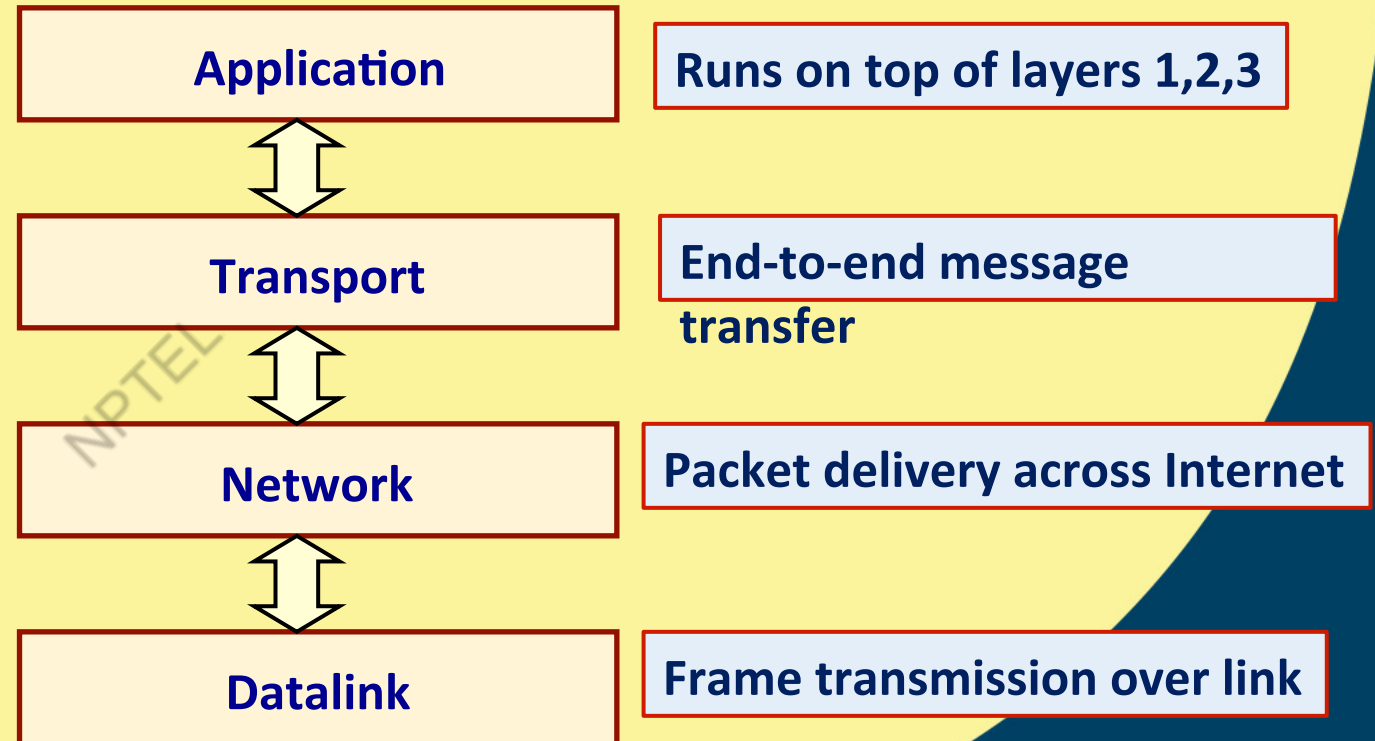 Application
Runs on top of layers 1,2,3
Transport
End-to-end message
transfer
NPTEL
Network
Packet delivery across Internet
Datalink
Frame transmission over link